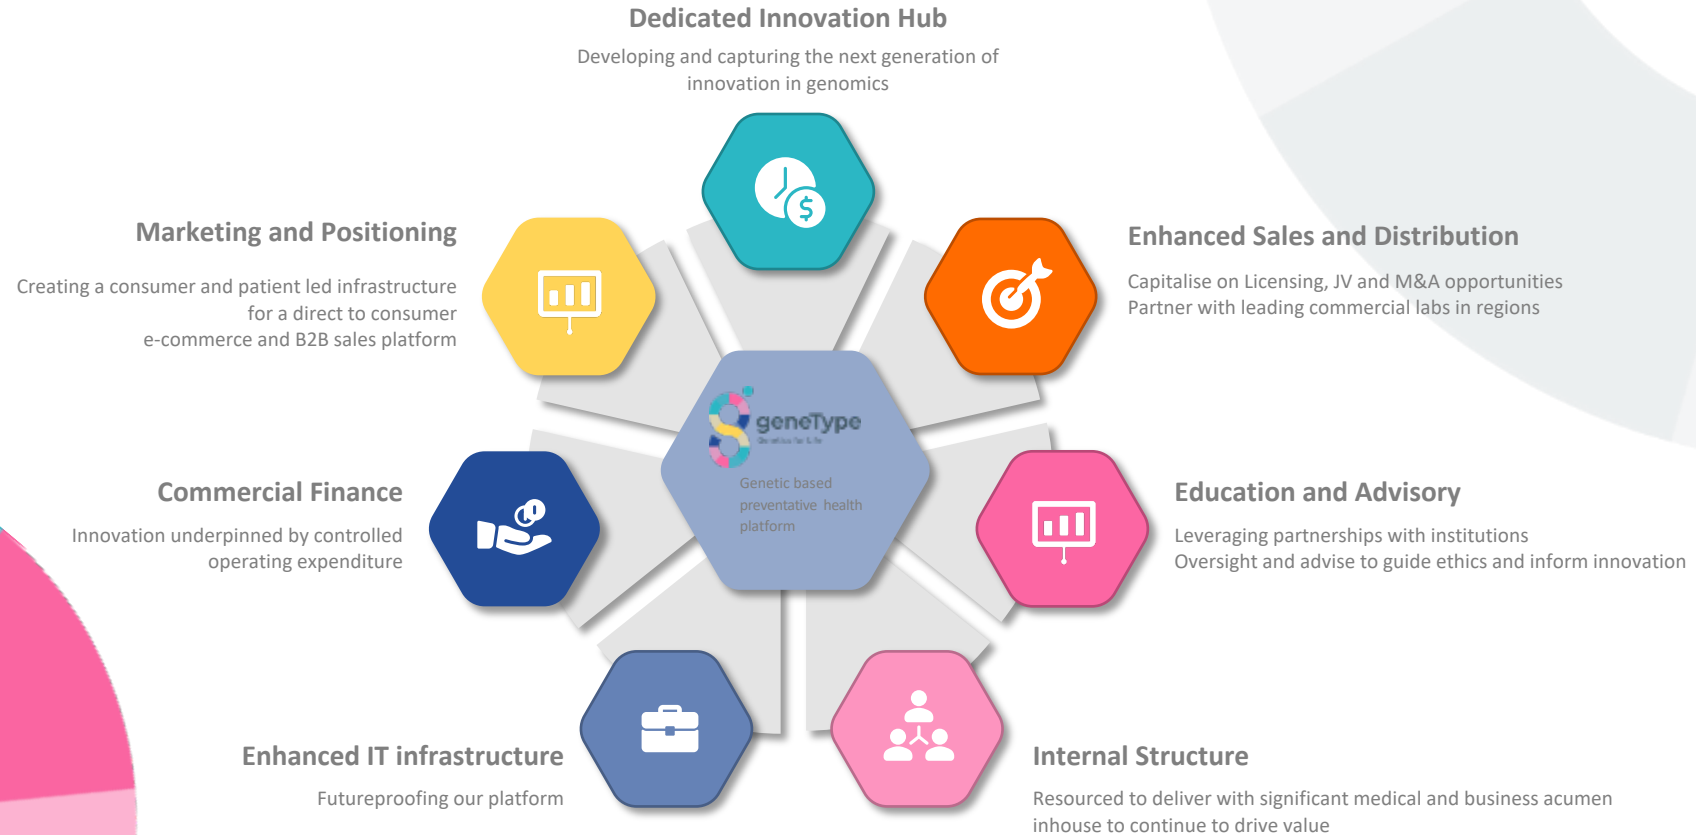 Dedicated Innovation Hub
Developing and capturing the next generation of
innovation in genomics
Marketing and Positioning
Creating a consumer and patient led infrastructure
for a direct to consumer
e-commerce and B2B sales platform
Enhanced Sales and Distribution
Capitalise on Licensing, JV and M&A opportunities
Partner with leading commercial labs in regions
geneType
Genetics for Life
Genetic based
preventative health
platform
Commercial Finance
Innovation underpinned by controlled
operating expenditure
Education and Advisory
Leveraging partnerships with institutions
Oversight and advise to guide ethics and inform innovation
Enhanced IT infrastructure
Futureproofing our platform
Internal Structure
Resourced to deliver with significant medical and business acumen
inhouse to continue to drive value